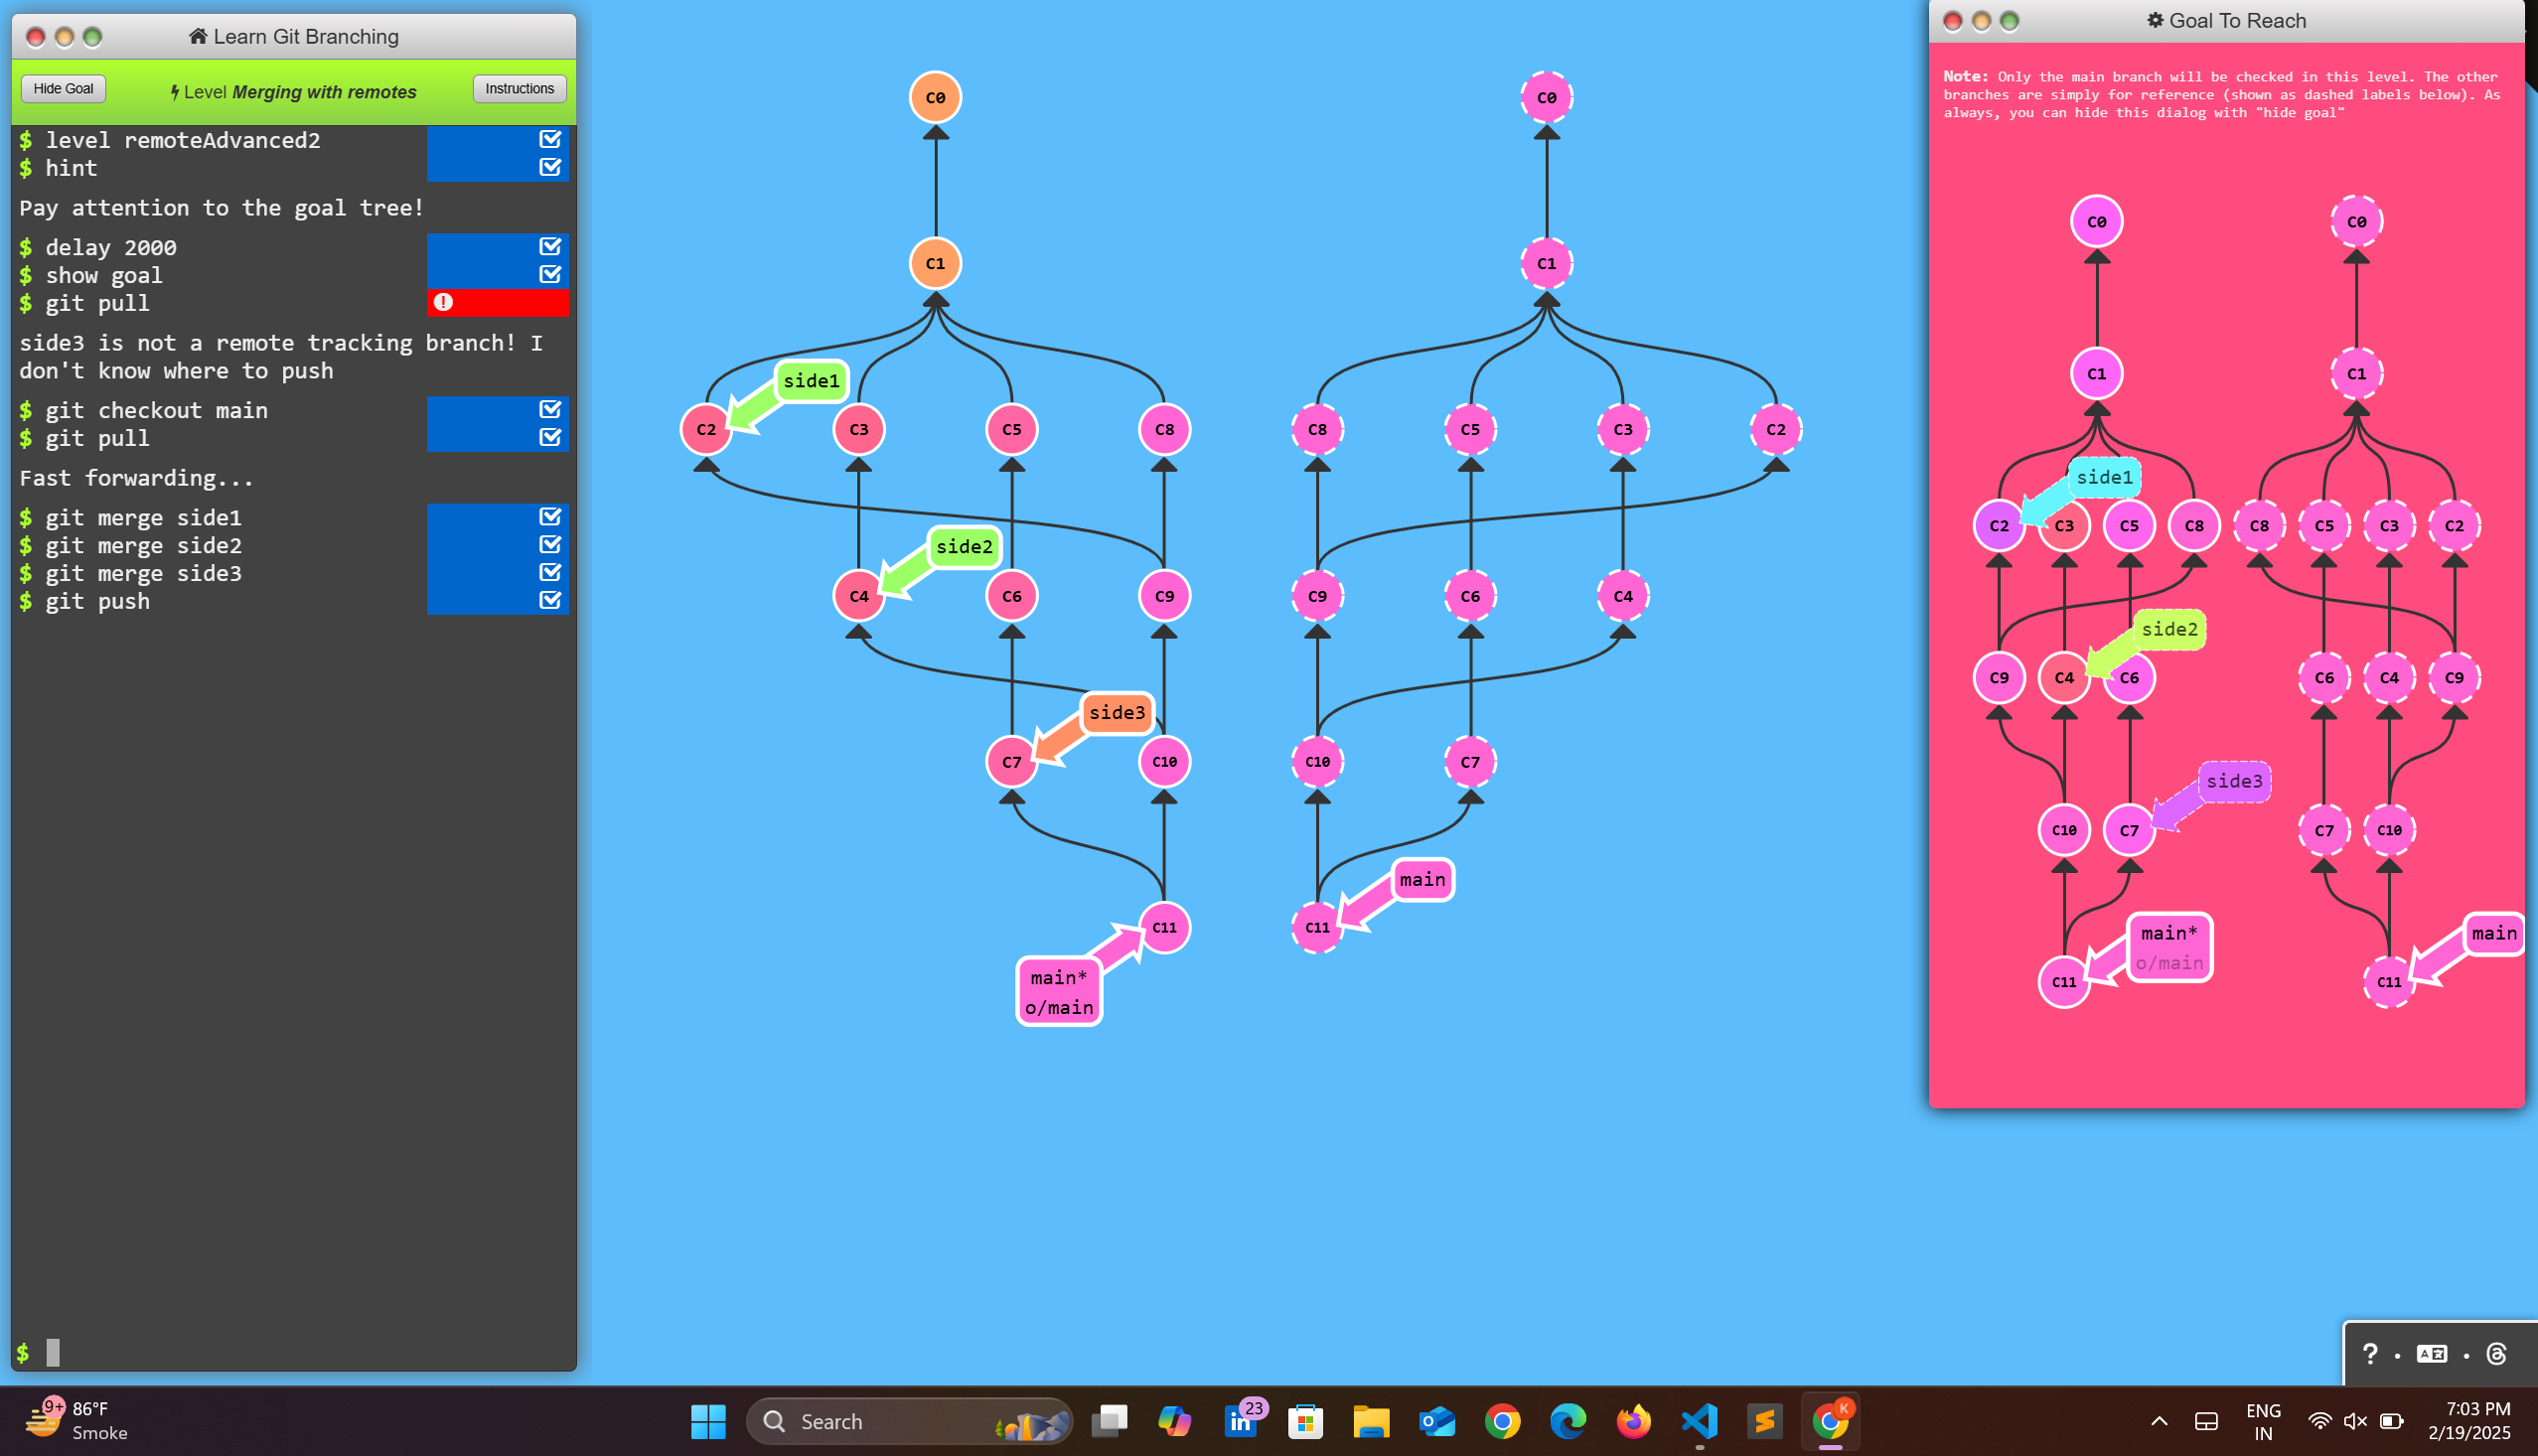 Learn Git Branching
Hide Goal
Level Merging with remotes
Instructions
$ level remoteAdvanced2
$ hint
Pay attention to the goal tree!
$ delay 2000
$ show goal
$ git pull
side3 is not a remote tracking branch! I
don't know where to push
$ git checkout main
$ git pull
Fast forwarding...
$ git merge side1
$ git merge side2
$ git merge side3
$ git push
$
C0
C1
side1
C2
C3
C5
C8
side2
C4
C6
C9
side3
C7
C10
C11
main*
o/main
C0
C1
C8
C5
C3
C2
C9
C6
C4
C10
C7
main
C11
Goal To Reach
Note: Only the main branch will be checked in this level. The other
branches are simply for reference (shown as dashed labels below). As
always, you can hide this dialog with "hide goal"
C0
C1
side1
C2
C3
C5
C8
side2
C9
C4
C6
side3
C10
C7
main*
o/main
C11
C0
C1
C8
C5
C3
C2
C6
C4
C9
C7
C10
main
C11
9+
86°F
Smoke
Search
23
K
ENG
IN
7:03 PM
2/19/2025